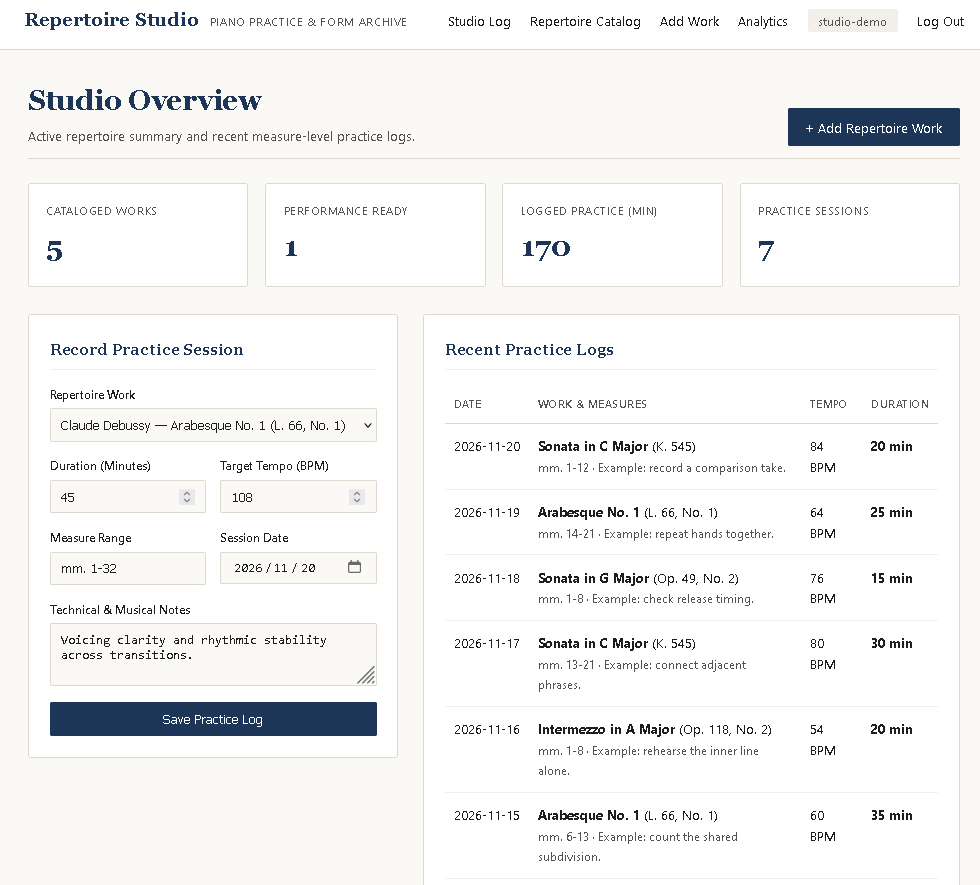 Repertoire Studio PIANO PRACTICE & FORM ARCHIVE
Studio Log Repertoire Catalog Add Work Analytics studio-demo Log Out
Studio Overview
Active repertoire summary and recent measure-level practice logs.
+ Add Repertoire Work
CATALOGED WORKS
5
PERFORMANCE READY
1
LOGGED PRACTICE (MIN)
170
PRACTICE SESSIONS
7
Record Practice Session
Repertoire Work
Claude Debussy — Arabesque No. 1 (L. 66, No. 1)
Duration (Minutes) Target Tempo (BPM)
45 108
Measure Range Session Date
mm. 1-32 2026/11/20
Technical & Musical Notes
Voicing clarity and rhythmic stability
across transitions.
Save Practice Log
Recent Practice Logs
DATE WORK & MEASURES TEMPO DURATION
2026-11-20 Sonata in C Major (K. 545) 84 20 min
mm. 1-12 · Example: record a comparison take. BPM
2026-11-19 Arabesque No. 1 (L. 66, No. 1) 64 25 min
mm. 14-21 · Example: repeat hands together. BPM
2026-11-18 Sonata in G Major (Op. 49, No. 2) 76 15 min
mm. 1-8 · Example: check release timing. BPM
2026-11-17 Sonata in C Major (K. 545) 80 30 min
mm. 13-21 · Example: connect adjacent BPM
phrases.
2026-11-16 Intermezzo in A Major (Op. 118, No. 2) 54 20 min
mm. 1-8 · Example: rehearse the inner line BPM
alone.
2026-11-15 Arabesque No. 1 (L. 66, No. 1) 60 35 min
mm. 6-13 · Example: count the shared BPM
subdivision.